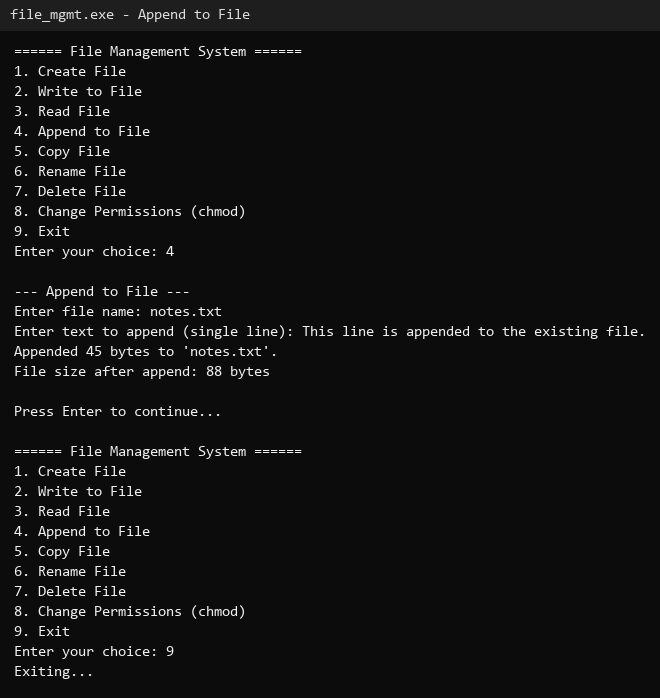 file_mgmt.exe - Append to File
====== File Management System ======
1. Create File
2. Write to File
3. Read File
4. Append to File
5. Copy File
6. Rename File
7. Delete File
8. Change Permissions (chmod)
9. Exit
Enter your choice: 4
--- Append to File ---
Enter file name: notes.txt
Enter text to append (single line): This line is appended to the existing file.
Appended 45 bytes to 'notes.txt'.
File size after append: 88 bytes
Press Enter to continue...
====== File Management System ======
1. Create File
2. Write to File
3. Read File
4. Append to File
5. Copy File
6. Rename File
7. Delete File
8. Change Permissions (chmod)
9. Exit
Enter your choice: 9
Exiting...